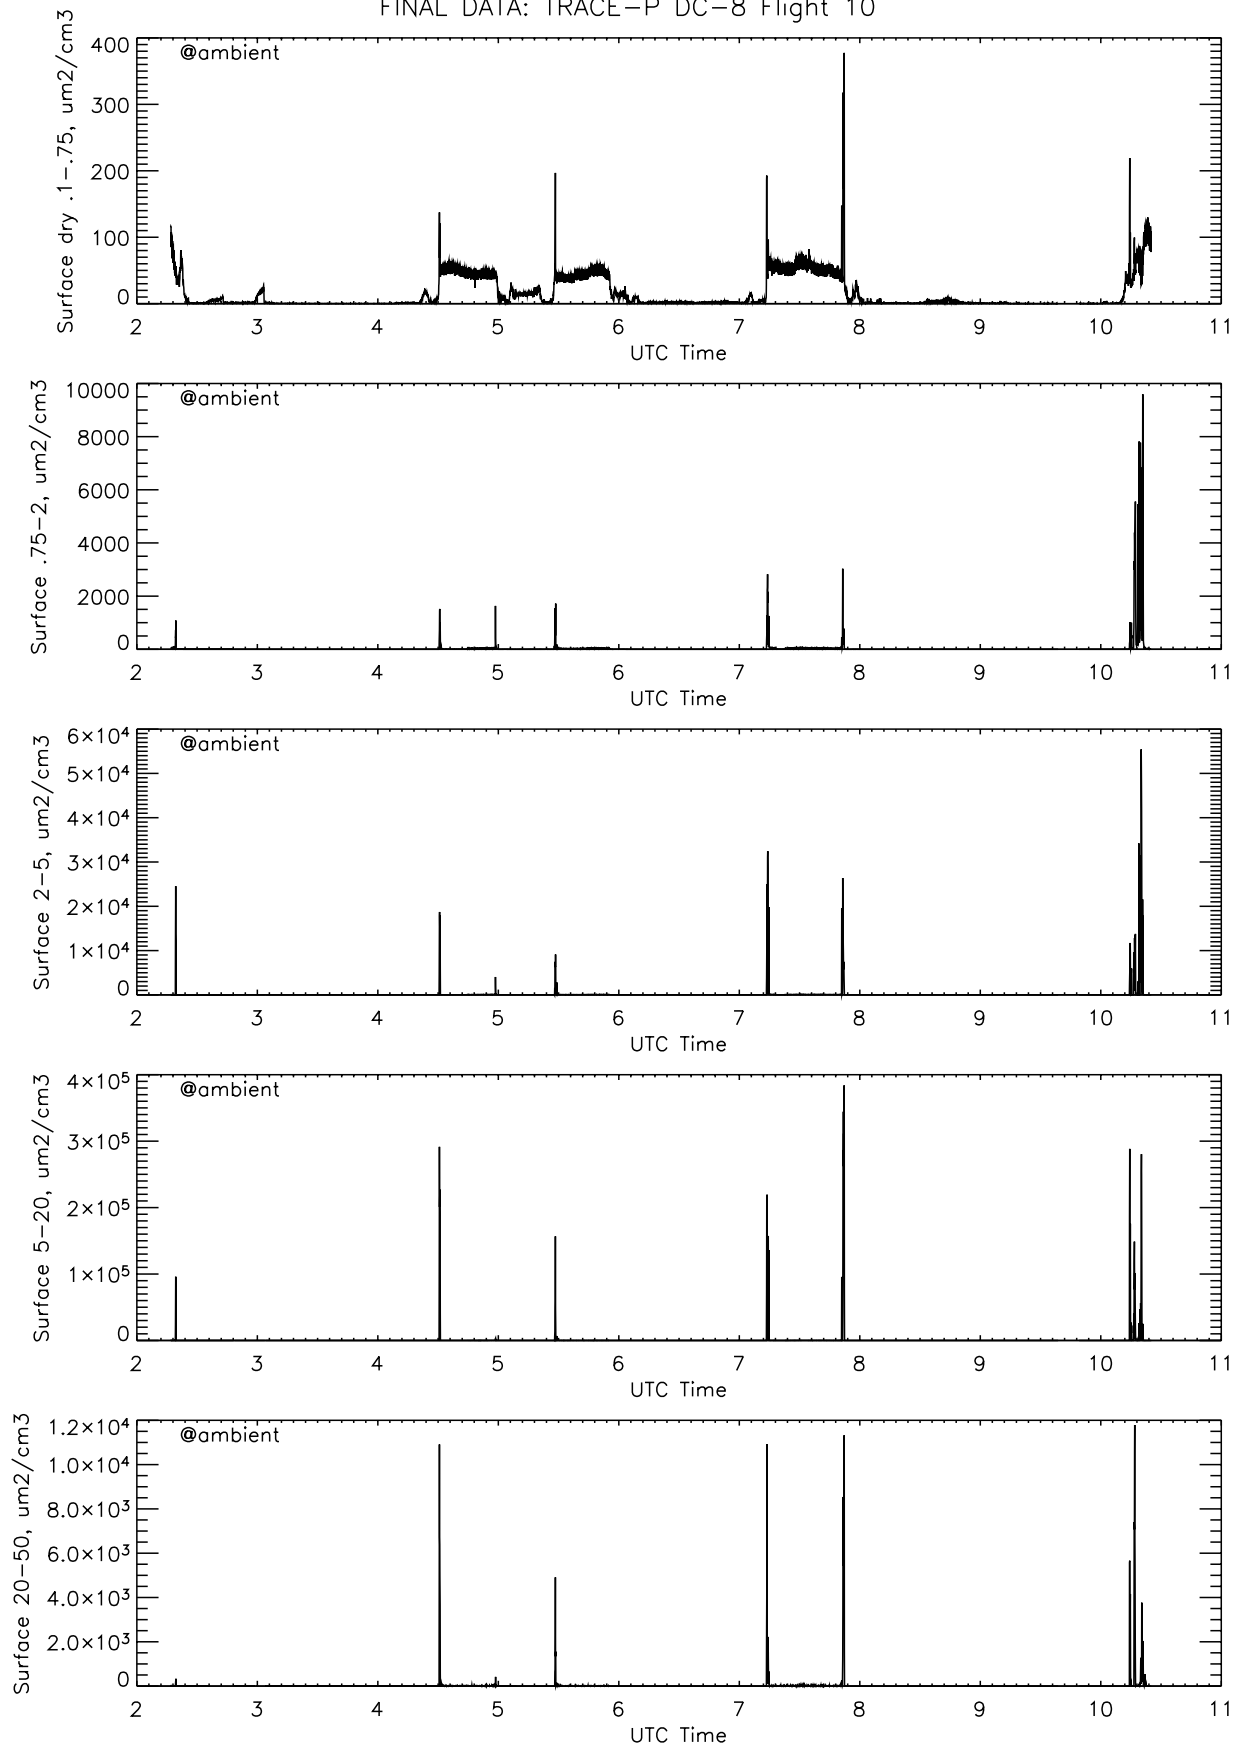 FINAL DATA: TRACE-P DC-8 Flight 10
Surface dry .1-.75, um2/cm3
400
300
200
100
0
@ambient
2 3 4 5 6 7 8 9 10 11
UTC Time
Surface .75-2, um2/cm3
10000
8000
6000
4000
2000
0
@ambient
2 3 4 5 6 7 8 9 10 11
UTC Time
Surface 2-5, um2/cm3
6×10⁴
5×10⁴
4×10⁴
3×10⁴
2×10⁴
1×10⁴
0
@ambient
2 3 4 5 6 7 8 9 10 11
UTC Time
Surface 5-20, um2/cm3
4×10⁵
3×10⁵
2×10⁵
1×10⁵
0
@ambient
2 3 4 5 6 7 8 9 10 11
UTC Time
Surface 20-50, um2/cm3
1.2×10⁴
1.0×10⁴
8.0×10³
6.0×10³
4.0×10³
2.0×10³
0
@ambient
2 3 4 5 6 7 8 9 10 11
UTC Time